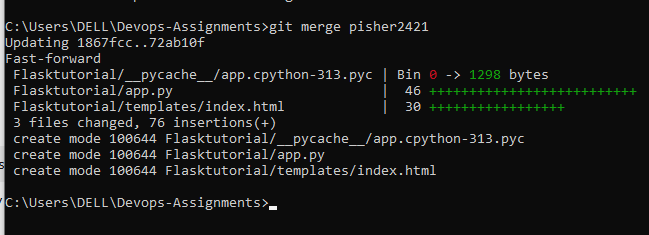 C:\Users\DELL\Devops-Assignments>git merge pisher2421
Updating 1867fcc..72ab10f
Fast-forward
 Flasktutorial/__pycache__/app.cpython-313.pyc | Bin 0 -> 1298 bytes
 Flasktutorial/app.py                          |  46 +++++++++++++++++++++++++++
 Flasktutorial/templates/index.html            |  30 +++++++++++++++++
 3 files changed, 76 insertions(+)
 create mode 100644 Flasktutorial/__pycache__/app.cpython-313.pyc
 create mode 100644 Flasktutorial/app.py
 create mode 100644 Flasktutorial/templates/index.html
C:\Users\DELL\Devops-Assignments>